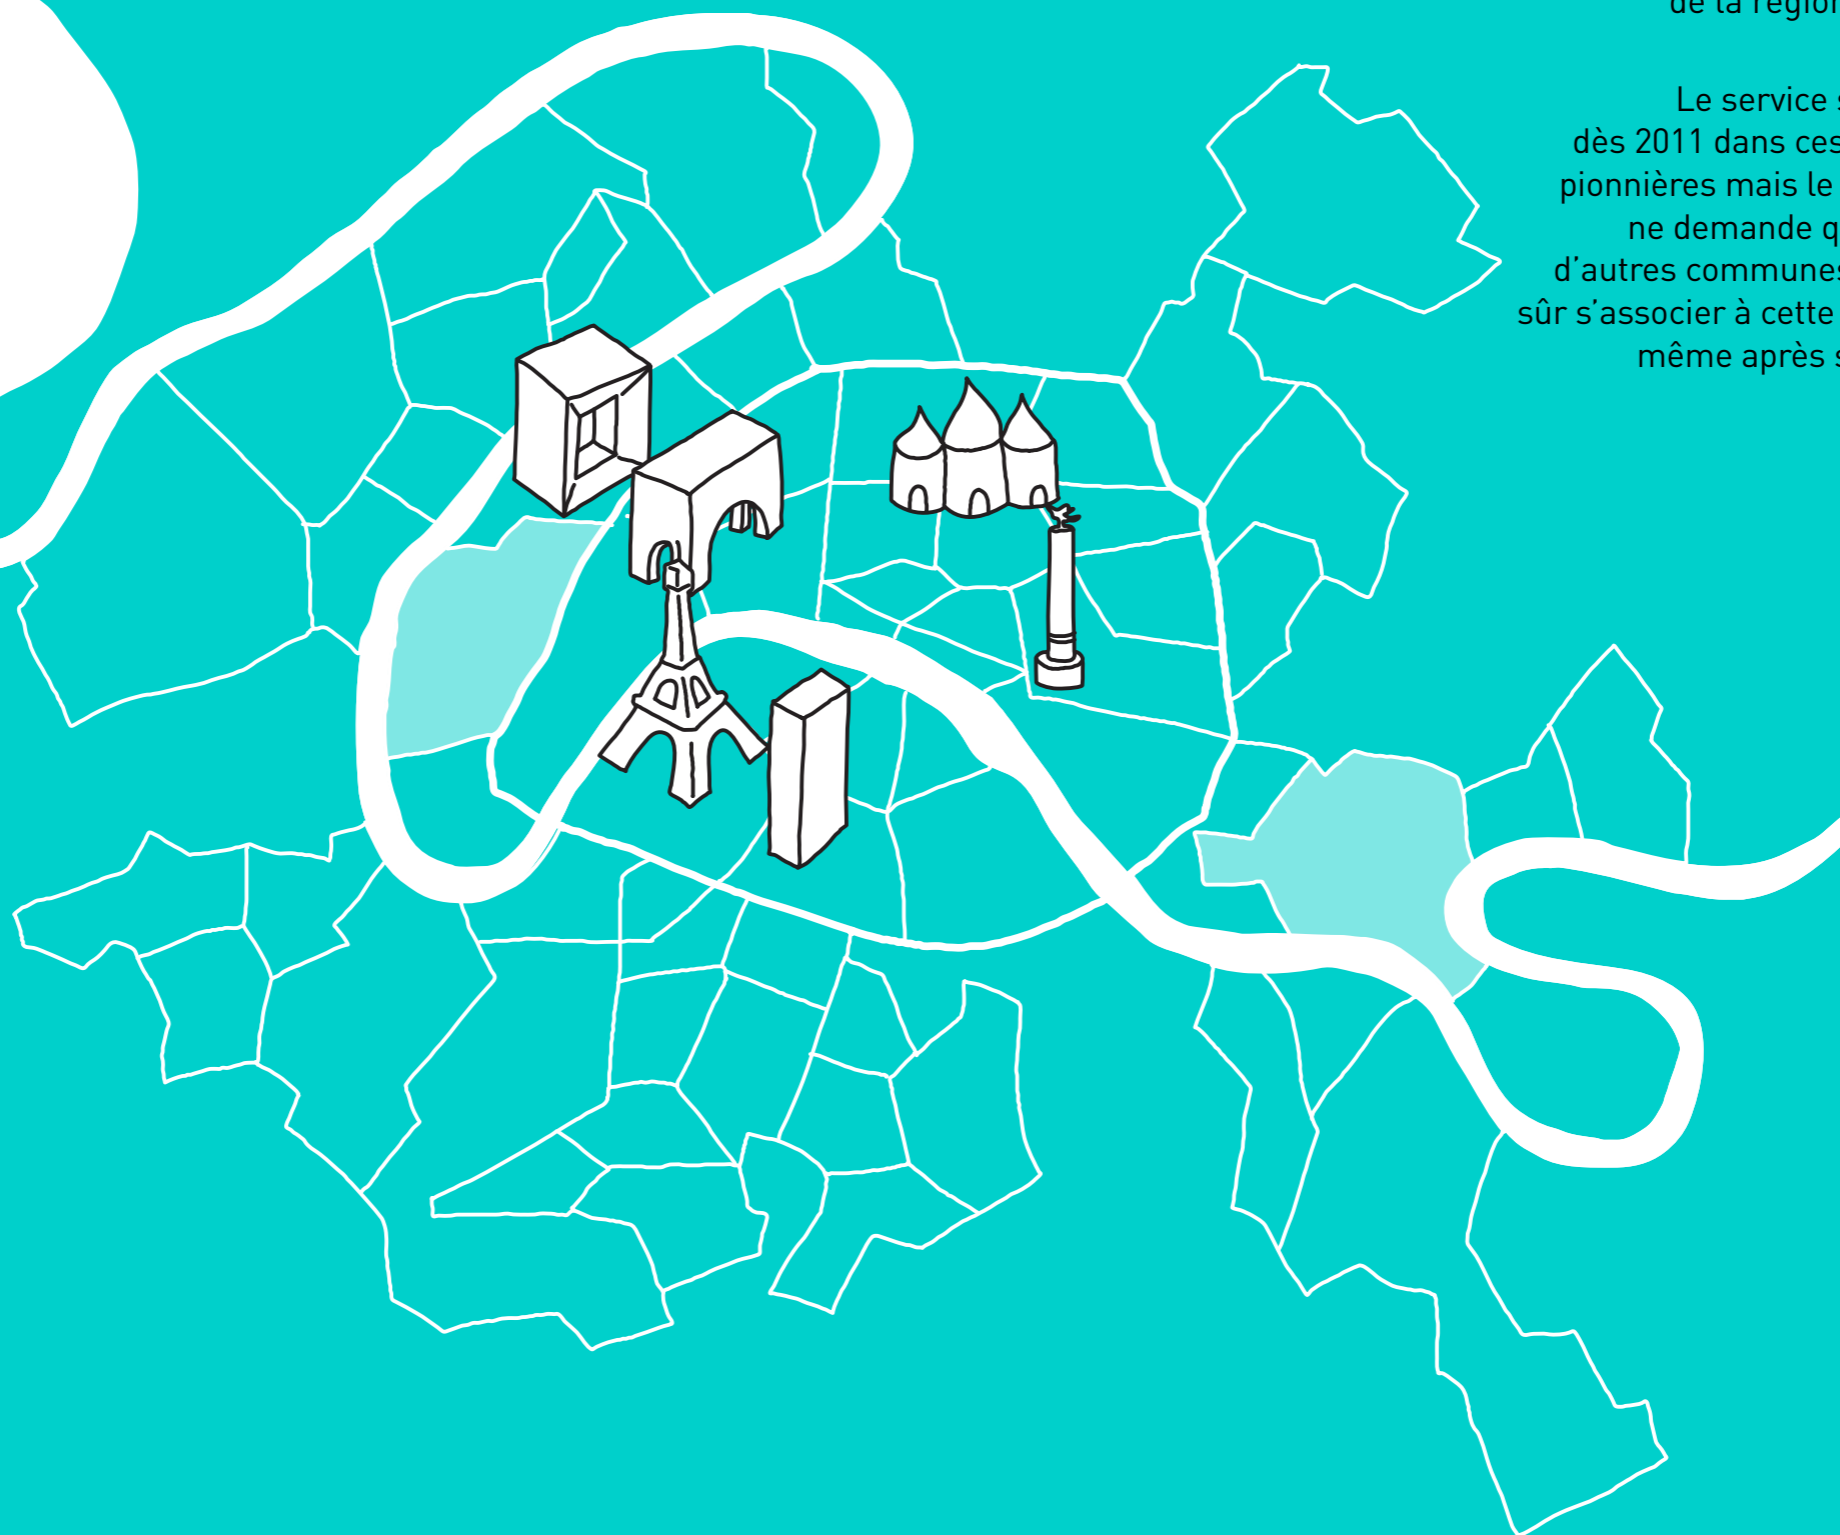 de la région
Le service
dès 2011 dans ces
pionnières mais le
ne demande
d'autres communes
sûr s'associer à cette
même après